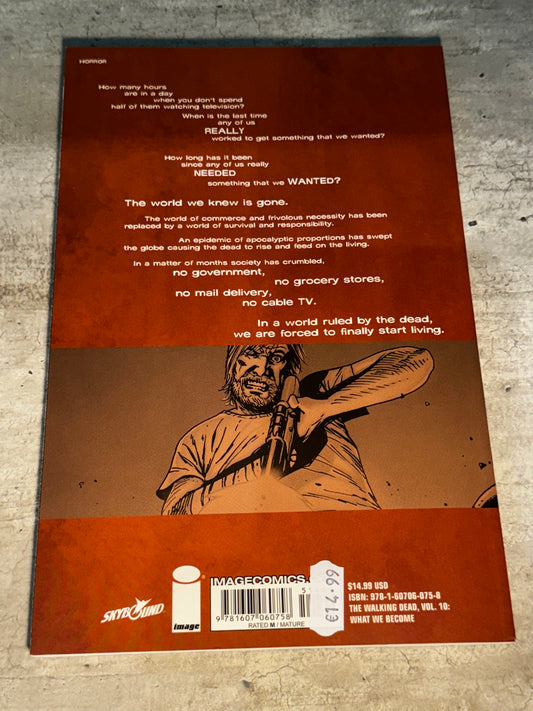 HORROR
How many hours
are in a day
when you don't spend
half of them watching television?
When is the last time
any of us
REALLY
worked to get something that we wanted?
How long has it been
since any of us really
NEEDED
something that we WANTED?
The world we knew is gone.
The world of commerce and frivolous necessity has been
replaced by a world of survival and responsibility.
An epidemic of apocalyptic proportions has swept
the globe causing the dead to rise and feed on the living.
In a matter of months society has crumbled,
no government,
no grocery stores,
no mail delivery,
no cable TV.
In a world ruled by the dead,
we are forced to finally start living.
SKYBOUND
image
IMAGECOMICS.
9 781607 060758
RATED M / MATURE
€14.99
$14.99 USD
ISBN: 978-1-60706-075-8
THE WALKING DEAD, VOL. 10:
WHAT WE BECOME